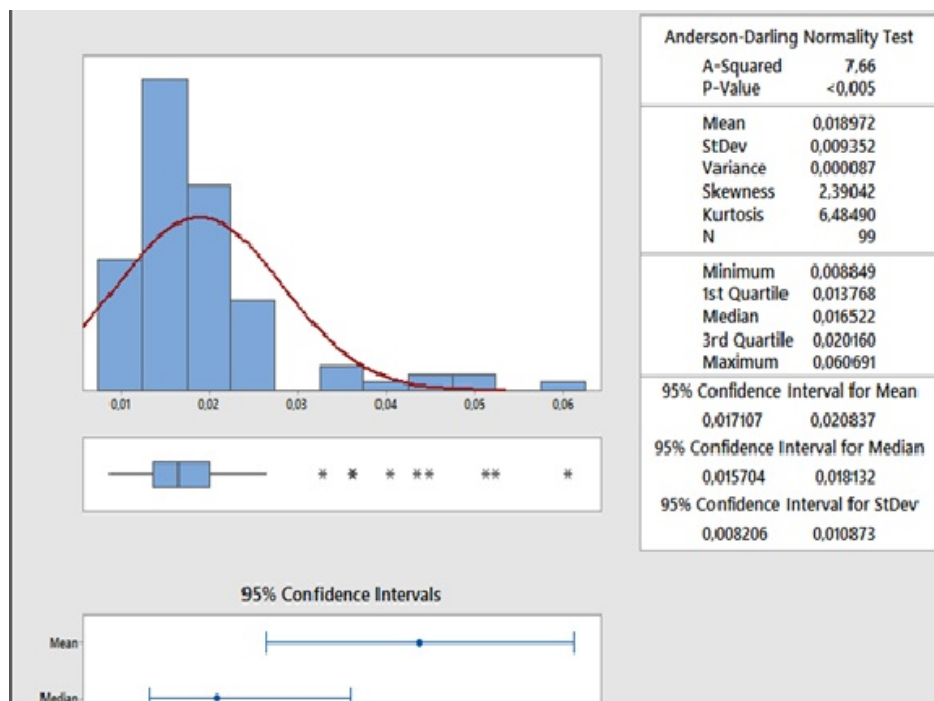 Anderson-Darling Normality Test
A-Squared 7,66
P-Value <0,005
Mean 0,018972
StDev 0,009352
Variance 0,000087
Skewness 2,39042
Kurtosis 6,48490
N 99
Minimum 0,008849
1st Quartile 0,013768
Median 0,016522
3rd Quartile 0,020160
Maximum 0,060691
95% Confidence Interval for Mean
0,017107 0,020837
95% Confidence Interval for Median
0,015704 0,018132
95% Confidence Interval for StDev
0,008206 0,010873
0,01 0,02 0,03 0,04 0,05 0,06
95% Confidence Intervals
Mean
Median